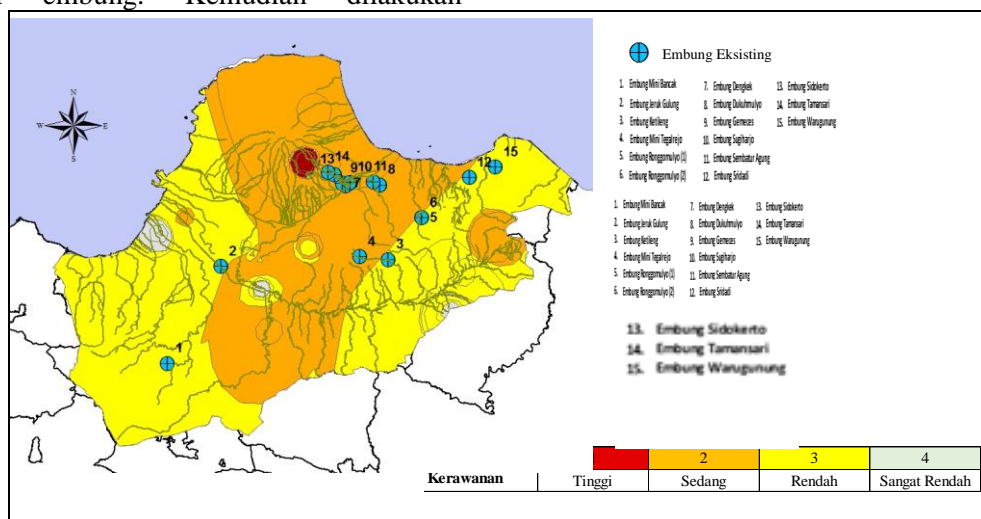 embung. Kemudian dilakukan
N
W E
S
13 14
9 10 11 8
7
12 15
6
5
4 3
2
1
Embung Eksisting
1. Embung Mini Bancak 7. Embung Dengkek 13. Embung Sidokerto
2. Embung Jeruk Gulung 8. Embung Dukuhmulyo 14. Embung Tamansari
3. Embung Ketileng 9. Embung Gemeces 15. Embung Warugunung
4. Embung Mini Tegalrejo 10. Embung Sugiharjo
5. Embung Ronggomulyo (1) 11. Embung Sembatur Agung
6. Embung Ronggomulyo (2) 12. Embung Sridadi
1. Embung Mini Bancak 7. Embung Dengkek 13. Embung Sidokerto
2. Embung Jeruk Gulung 8. Embung Dukuhmulyo 14. Embung Tamansari
3. Embung Ketileng 9. Embung Gemeces 15. Embung Warugunung
4. Embung Mini Tegalrejo 10. Embung Sugiharjo
5. Embung Ronggomulyo (1) 11. Embung Sembatur Agung
6. Embung Ronggomulyo (2) 12. Embung Sridadi
13. Embung Sidokerto
14. Embung Tamansari
15. Embung Warugunung
2 3 4
Kerawanan Tinggi Sedang Rendah Sangat Rendah